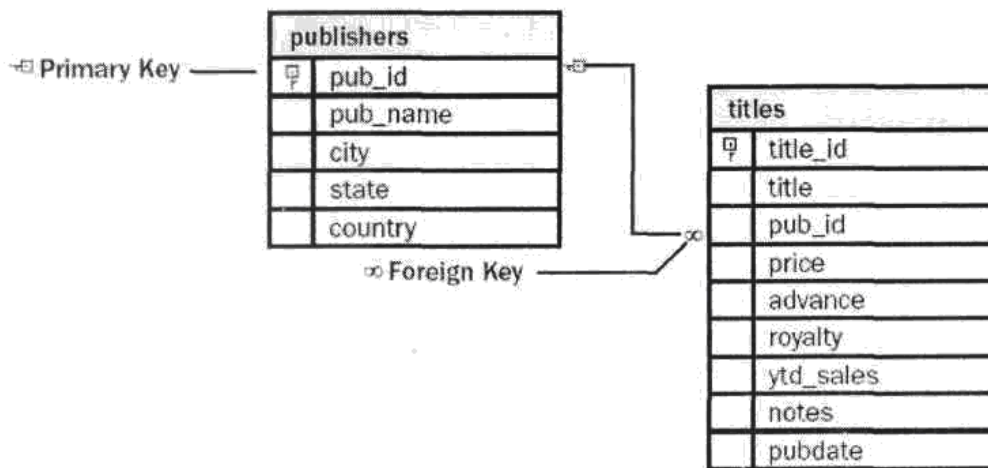 publishers
Primary Key
pub_id
pub_name
city
state
country
∞ Foreign Key
∞
titles
title_id
title
pub_id
price
advance
royalty
ytd_sales
notes
pubdate